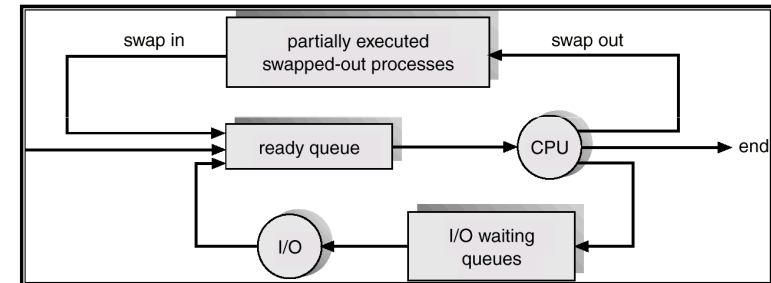 swap in
partially executed
swapped-out processes
swap out
ready queue
CPU
end
I/O
I/O waiting
queues